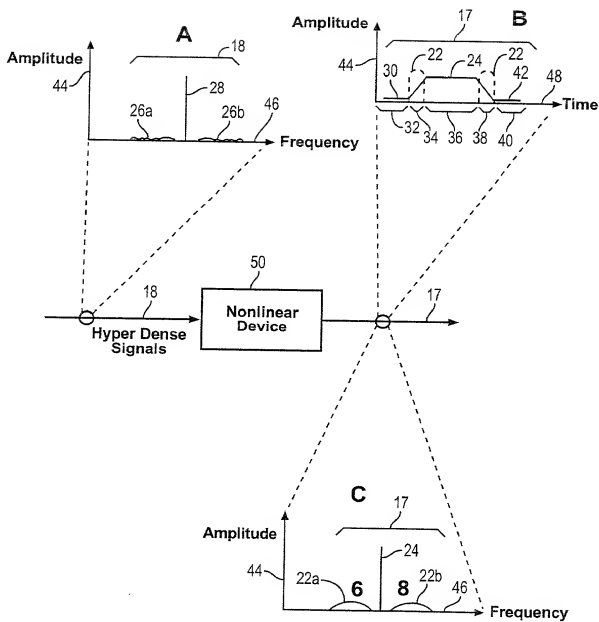 A
Amplitude
44
18
28
26a
26b
46
Frequency
B
Amplitude
44
17
22
24
22
30
42
48
Time
32
34
36
38
40
18
Hyper Dense
Signals
50
Nonlinear
Device
17
C
Amplitude
44
17
24
22a
6
8
22b
46
Frequency